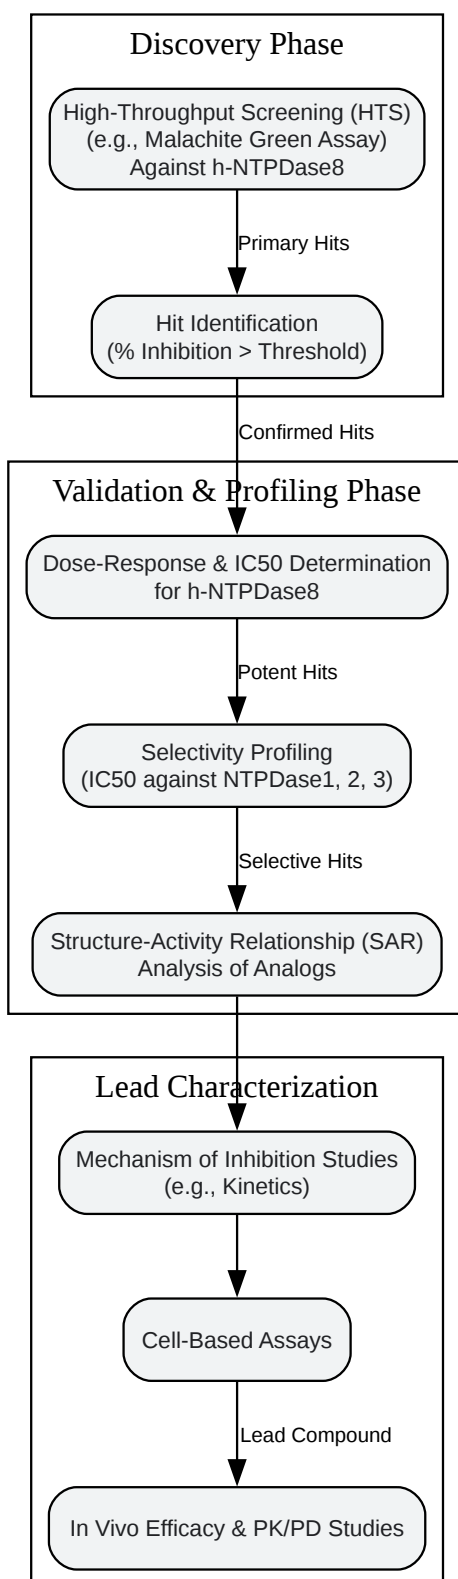 Discovery Phase
High-Throughput Screening (HTS)
(e.g., Malachite Green Assay)
Against h-NTPDase8
Primary Hits
Hit Identification
(% Inhibition > Threshold)
Confirmed Hits
Validation & Profiling Phase
Dose-Response & IC50 Determination
for h-NTPDase8
Potent Hits
Selectivity Profiling
(IC50 against NTPDase1, 2, 3)
Selective Hits
Structure-Activity Relationship (SAR)
Analysis of Analogs
Lead Characterization
Mechanism of Inhibition Studies
(e.g., Kinetics)
Cell-Based Assays
Lead Compound
In Vivo Efficacy & PK/PD Studies